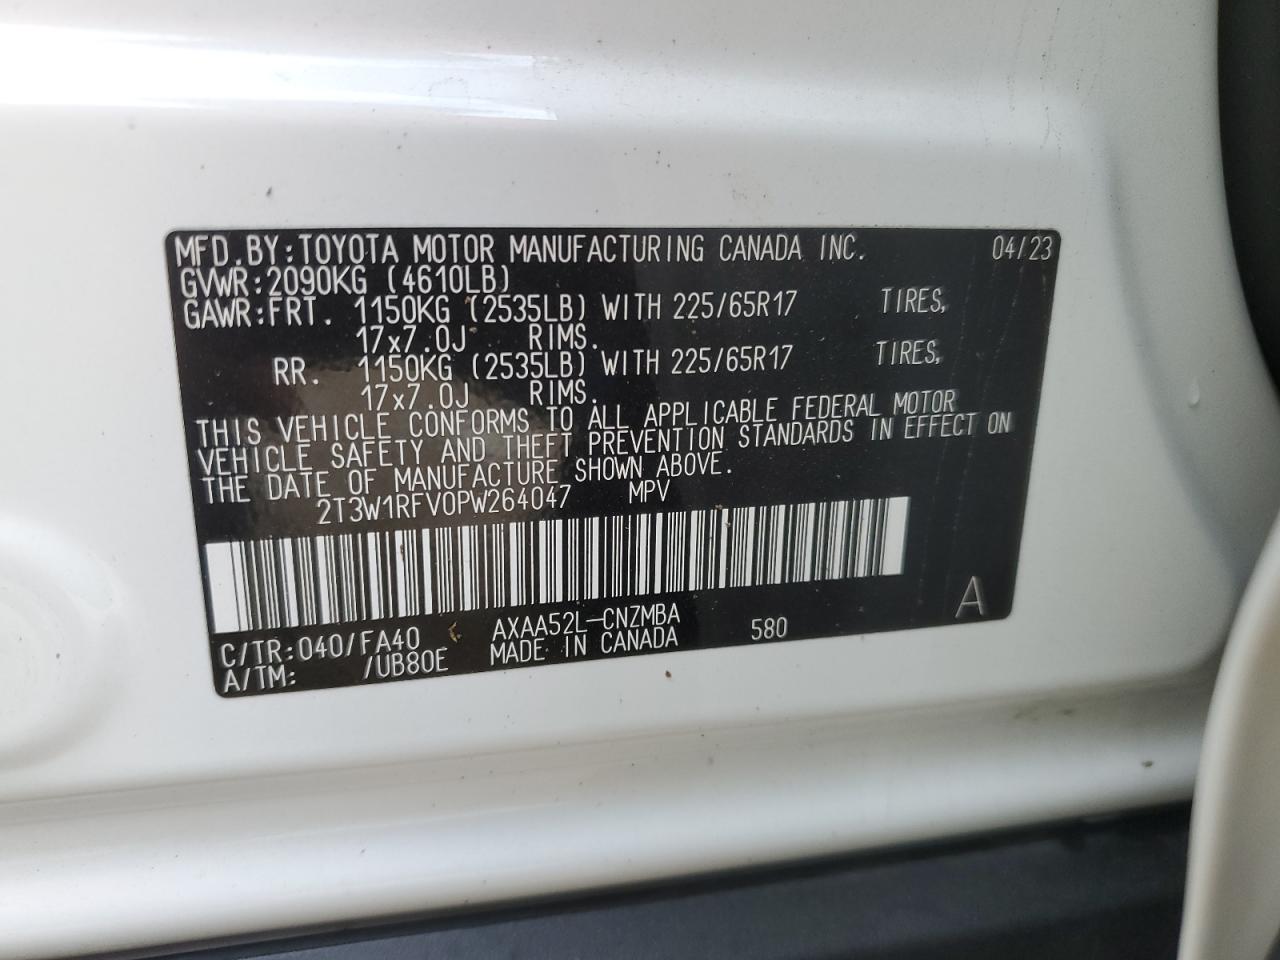 MFD.BY:TOYOTA MOTOR MANUFACTURING CANADA INC. 04/23
GVWR:2090KG (4610LB)
GAWR:FRT. 1150KG (2535LB) WITH 225/65R17 TIRES,
17x7.0J RIMS.
RR. 1150KG (2535LB) WITH 225/65R17 TIRES,
17x7.0J RIMS.
THIS VEHICLE CONFORMS TO ALL APPLICABLE FEDERAL MOTOR
VEHICLE SAFETY AND THEFT PREVENTION STANDARDS IN EFFECT ON
THE DATE OF MANUFACTURE SHOWN ABOVE.
2T3W1RFV0PW264047 MPV
C/TR:040/FA40 AXAA52L-CNZMBA 580 A
A/TM: /UB80E MADE IN CANADA